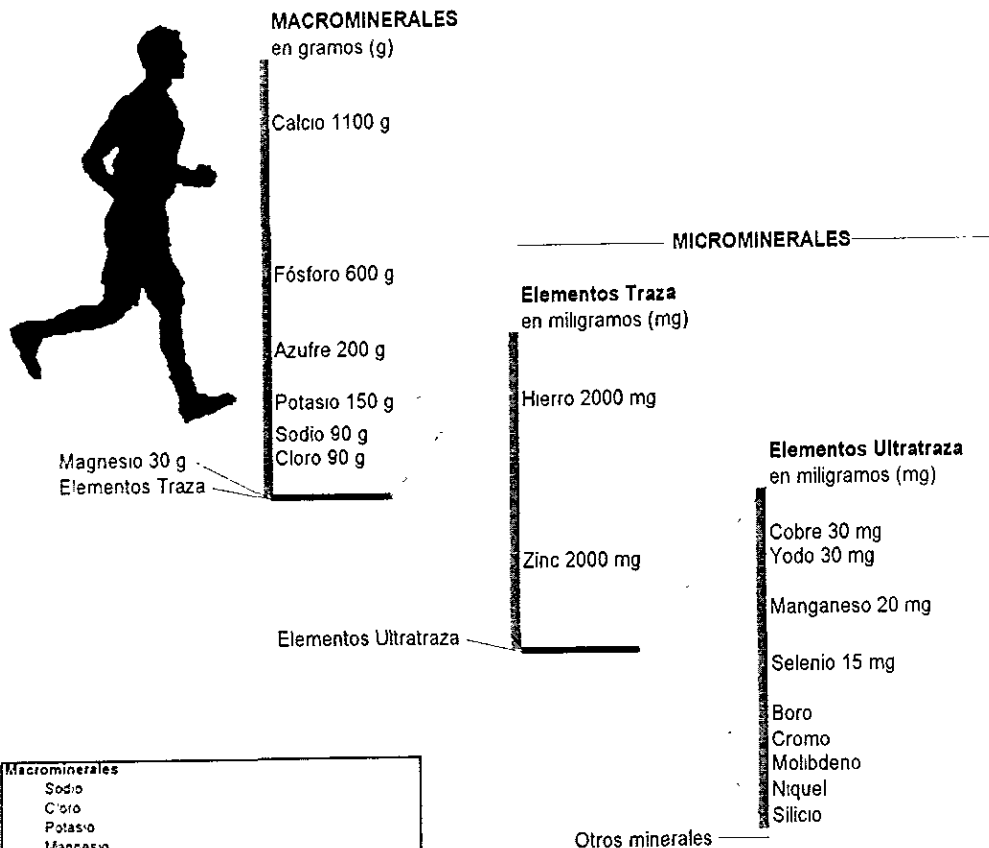 MACROMINERALES
en gramos (g)
Calcio 1100 g
Fósforo 600 g
Azufre 200 g
Potasio 150 g
Sodio 90 g
Cloro 90 g
Magnesio 30 g
Elementos Traza
MICROMINERALES
Elementos Traza
en miligramos (mg)
Hierro 2000 mg
Zinc 2000 mg
Elementos Ultratraza
Elementos Ultratraza
en miligramos (mg)
Cobre 30 mg
Yodo 30 mg
Manganeso 20 mg
Selenio 15 mg
Boro
Cromo
Molibdeno
Niquel
Silicio
Otros minerales
Macrominerales
Sodio
Cloro
Potasio
Magnesio